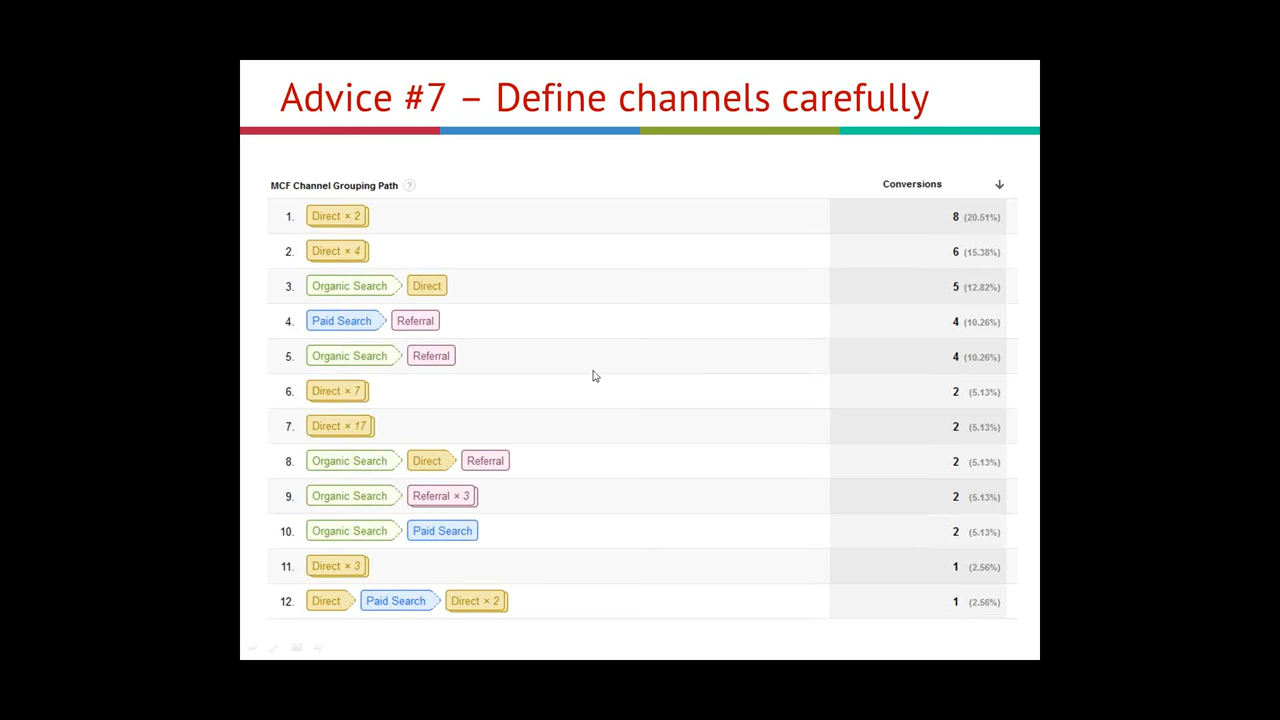 Advice #7 – Define channels carefully
MCF Channel Grouping Path ? Conversions
1. Direct × 2 8 (20.51%)
2. Direct × 4 6 (15.38%)
3. Organic Search Direct 5 (12.82%)
4. Paid Search Referral 4 (10.26%)
5. Organic Search Referral 4 (10.26%)
6. Direct × 7 2 (5.13%)
7. Direct × 17 2 (5.13%)
8. Organic Search Direct Referral 2 (5.13%)
9. Organic Search Referral × 3 2 (5.13%)
10. Organic Search Paid Search 2 (5.13%)
11. Direct × 3 1 (2.56%)
12. Direct Paid Search Direct × 2 1 (2.56%)